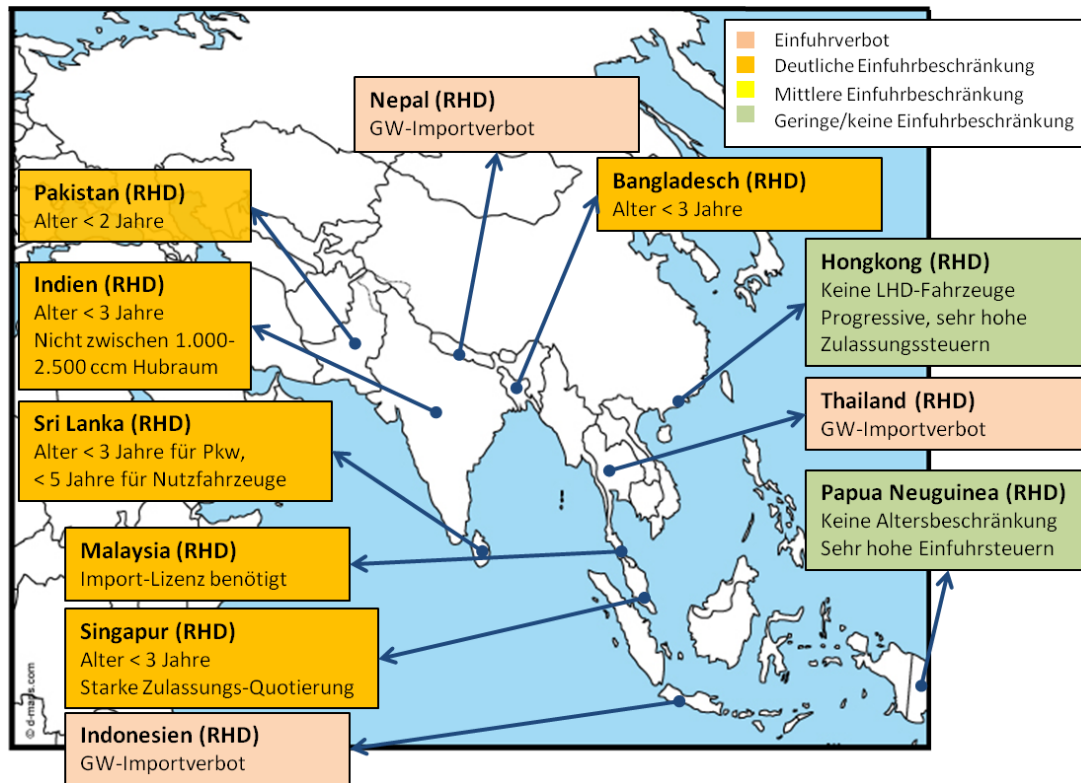 Einfuhrverbot
Deutliche Einfuhrbeschränkung
Mittlere Einfuhrbeschränkung
Geringe/keine Einfuhrbeschränkung
Nepal (RHD)
GW-Importverbot
Pakistan (RHD)
Alter < 2 Jahre
Bangladesch (RHD)
Alter < 3 Jahre
Indien (RHD)
Alter < 3 Jahre
Nicht zwischen 1.000-
2.500 ccm Hubraum
Hongkong (RHD)
Keine LHD-Fahrzeuge
Progressive, sehr hohe
Zulassungssteuern
Sri Lanka (RHD)
Alter < 3 Jahre für Pkw,
< 5 Jahre für Nutzfahrzeuge
Thailand (RHD)
GW-Importverbot
Papua Neuguinea (RHD)
Keine Altersbeschränkung
Sehr hohe Einfuhrsteuern
Malaysia (RHD)
Import-Lizenz benötigt
Singapur (RHD)
Alter < 3 Jahre
Starke Zulassungs-Quotierung
Indonesien (RHD)
GW-Importverbot
© d-maps.com